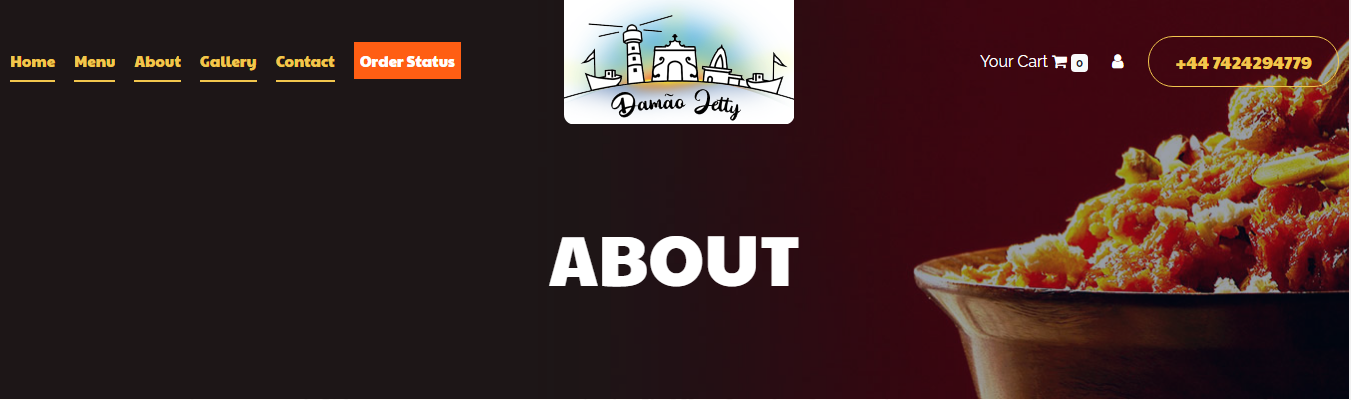 Home Menu About Gallery Contact Order Status
Damão Jetty
Your Cart 0
+44 7424294779
ABOUT